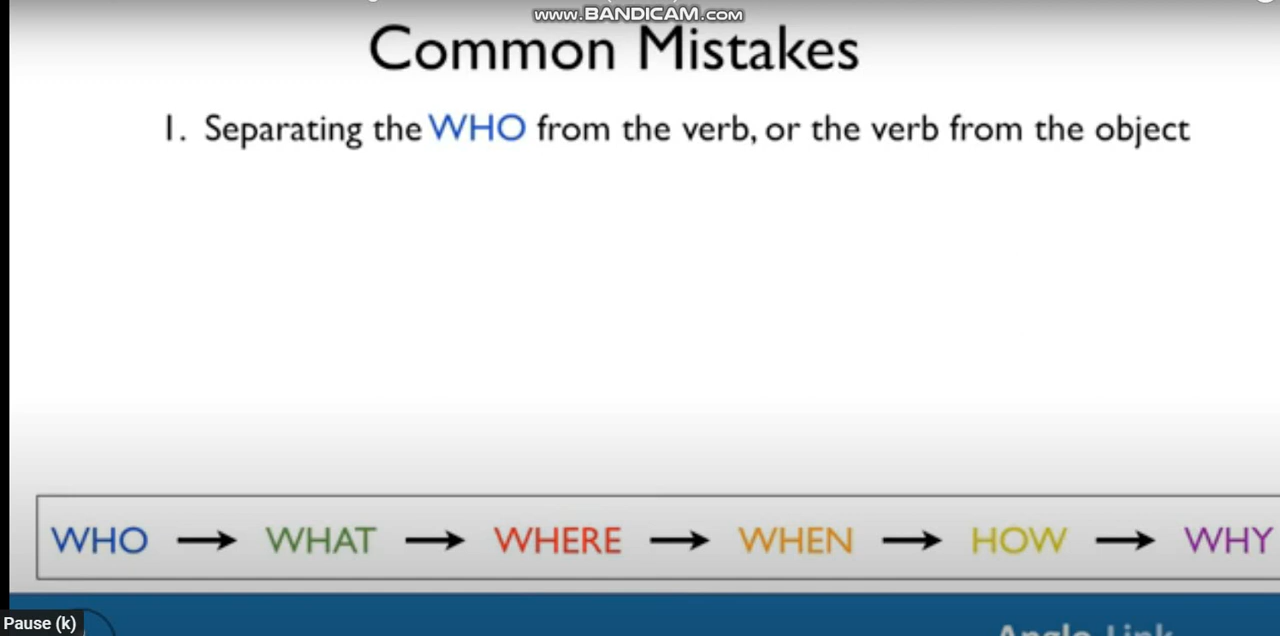 www.BANDICAM.com
Common Mistakes
1. Separating the WHO from the verb, or the verb from the object
WHO → WHAT → WHERE → WHEN → HOW → WHY
Pause (k)